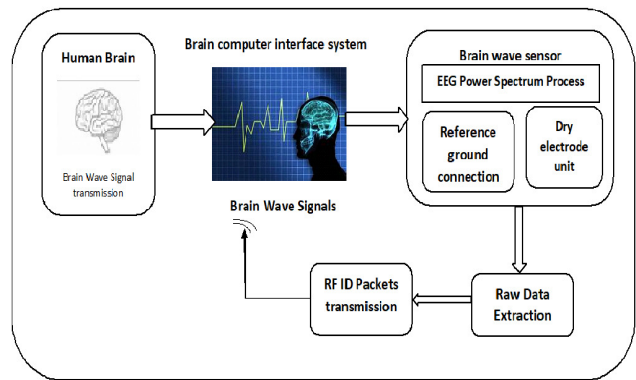 Human Brain
Brain Wave Signal
transmission
Brain computer interface system
Brain wave sensor
EEG Power Spectrum Process
Reference
ground
connection
Dry
electrode
unit
Brain Wave Signals
RF ID Packets
transmission
Raw Data
Extraction